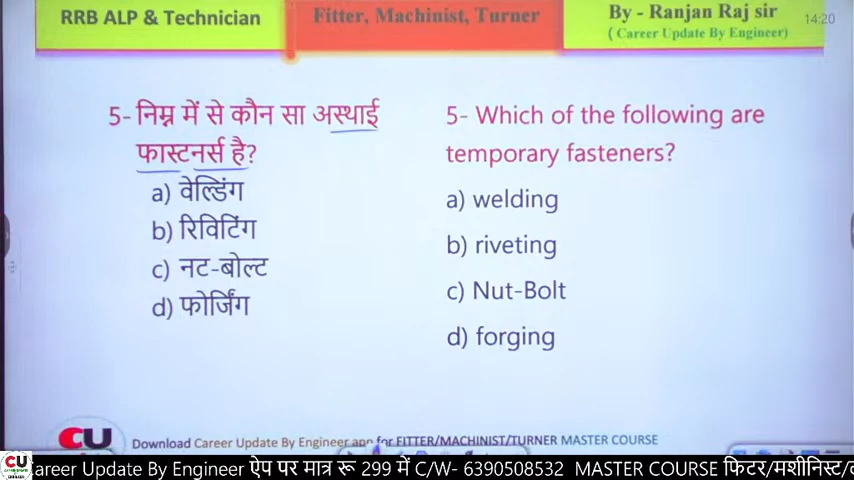 RRB ALP & Technician
Fitter, Machinist, Turner
By - Ranjan Raj sir
( Career Update By Engineer)
14:20
5- निम्न में से कौन सा अस्थाई
फास्टनर्स है?
a) वेल्डिंग
b) रिविटिंग
c) नट-बोल्ट
d) फोर्जिंग
5- Which of the following are
temporary fasteners?
a) welding
b) riveting
c) Nut-Bolt
d) forging
CU
Download Career Update By Engineer app for FITTER/MACHINIST/TURNER MASTER COURSE
CU
areer Update By Engineer ऐप पर मात्र रू 299 में C/W- 6390508532 MASTER COURSE फिटर/मशीनिस्ट/